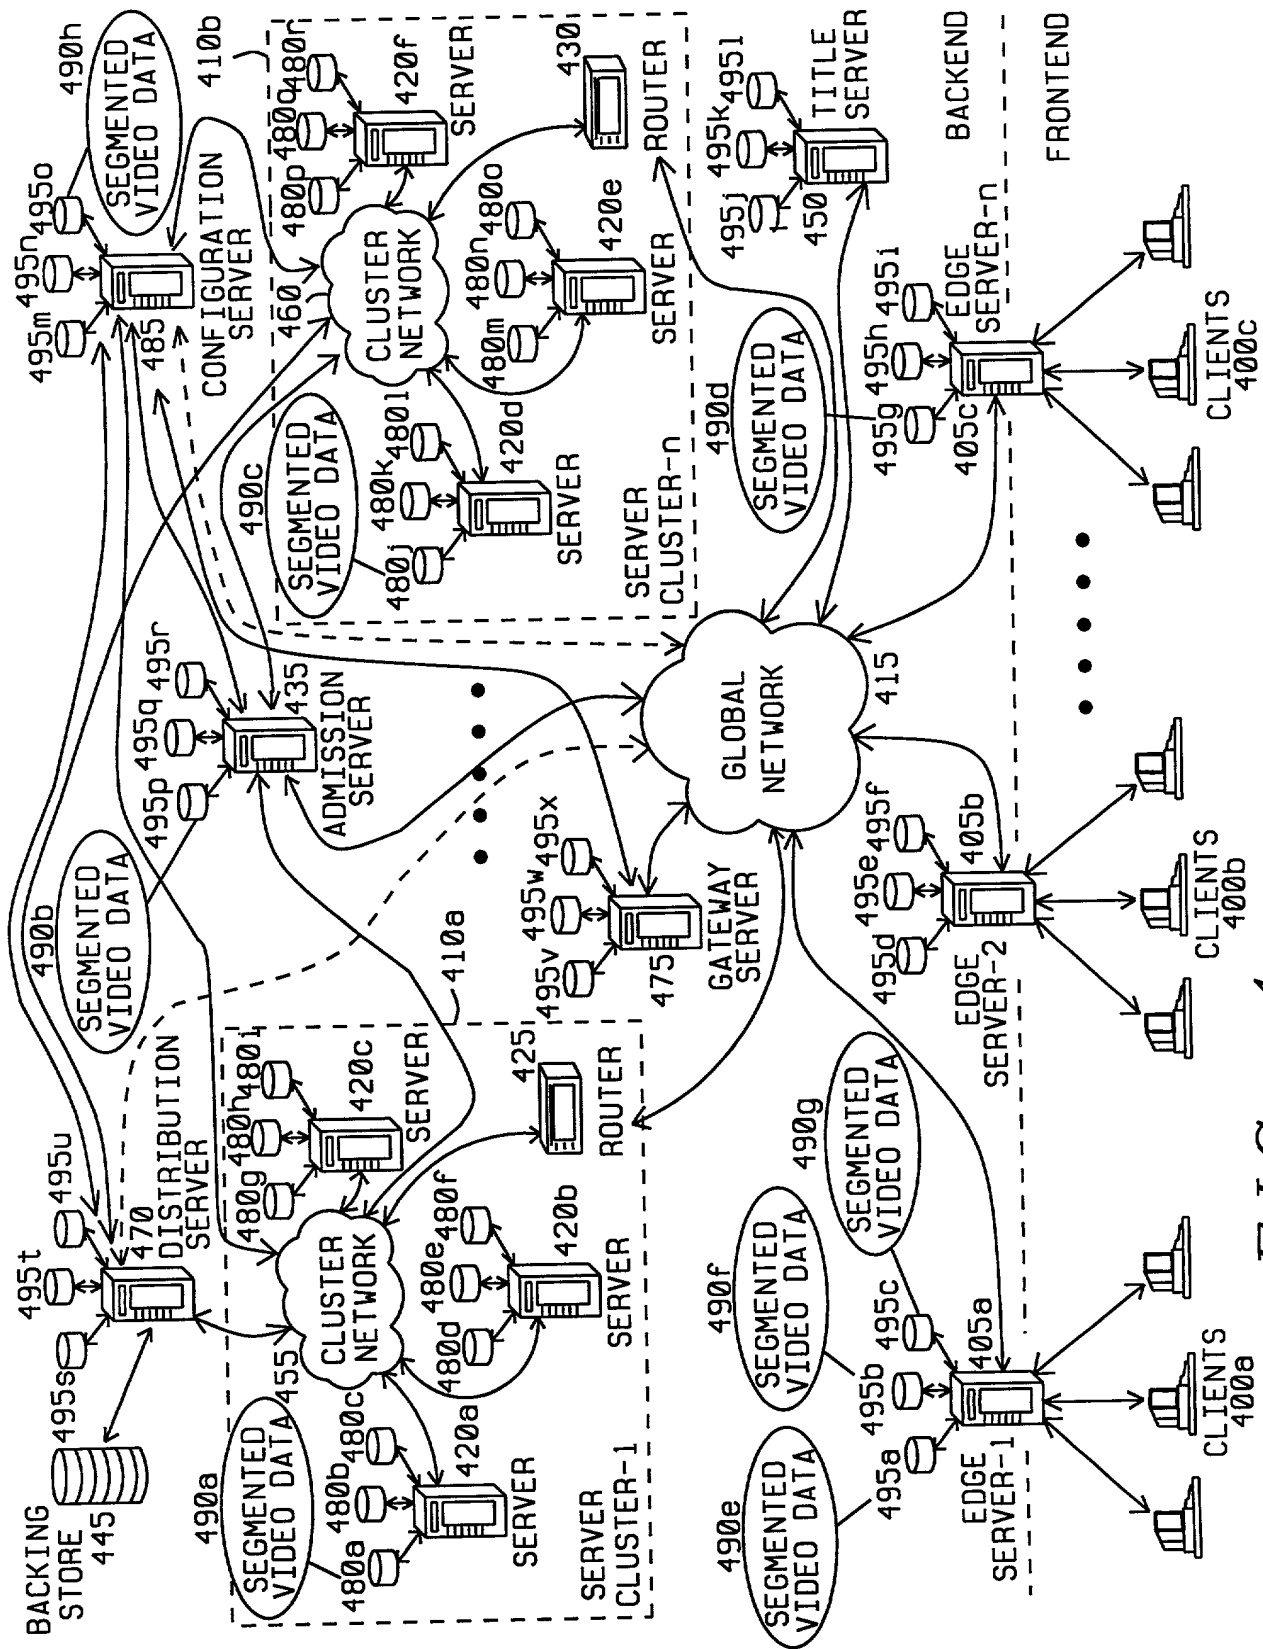 BACKING
STORE
445
495s
495t
495u
470
DISTRIBUTION
SERVER
490b
SEGMENTED
VIDEO DATA
495p
495q
495r
435
ADMISSION
SERVER
495m
495n
495o
485
CONFIGURATION
SERVER
490h
SEGMENTED
VIDEO DATA
410b
490a
SEGMENTED
VIDEO DATA
480a
480b
480c
420a
SERVER
455
CLUSTER
NETWORK
480g
480h
480i
420c
SERVER
480d
480e
480f
420b
SERVER
425
ROUTER
SERVER
CLUSTER-1
410a
495v
495w
495x
475
GATEWAY
SERVER
490c
SEGMENTED
VIDEO DATA
480j
480k
480l
420d
SERVER
460
CLUSTER
NETWORK
480p
480q
480r
420f
SERVER
480m
480n
480o
420e
SERVER
430
ROUTER
SERVER
CLUSTER-n
GLOBAL
NETWORK
415
495j
495k
495l
450
TITLE
SERVER
490e
SEGMENTED
VIDEO DATA
490f
SEGMENTED
VIDEO DATA
490g
SEGMENTED
VIDEO DATA
495a
495b
495c
EDGE
SERVER-1
405a
495d
495e
495f
EDGE
SERVER-2
405b
490d
SEGMENTED
VIDEO DATA
495g
495h
495i
405c
EDGE
SERVER-n
BACKEND
FRONTEND
CLIENTS
400a
CLIENTS
400b
CLIENTS
400c